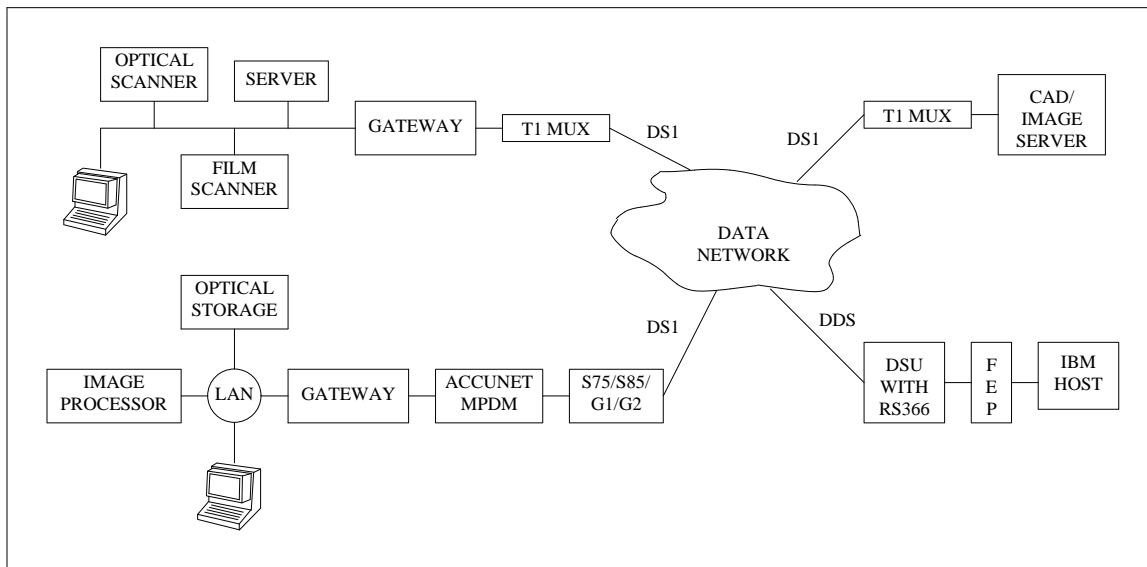 OPTICAL
SCANNER
SERVER
GATEWAY
T1 MUX
FILM
SCANNER
DS1
DS1
T1 MUX
CAD/
IMAGE
SERVER
DATA
NETWORK
OPTICAL
STORAGE
IMAGE
PROCESSOR
LAN
GATEWAY
ACCUNET
MPDM
S75/S85/
G1/G2
DS1
DDS
DSU
WITH
RS366
F
E
P
IBM
HOST